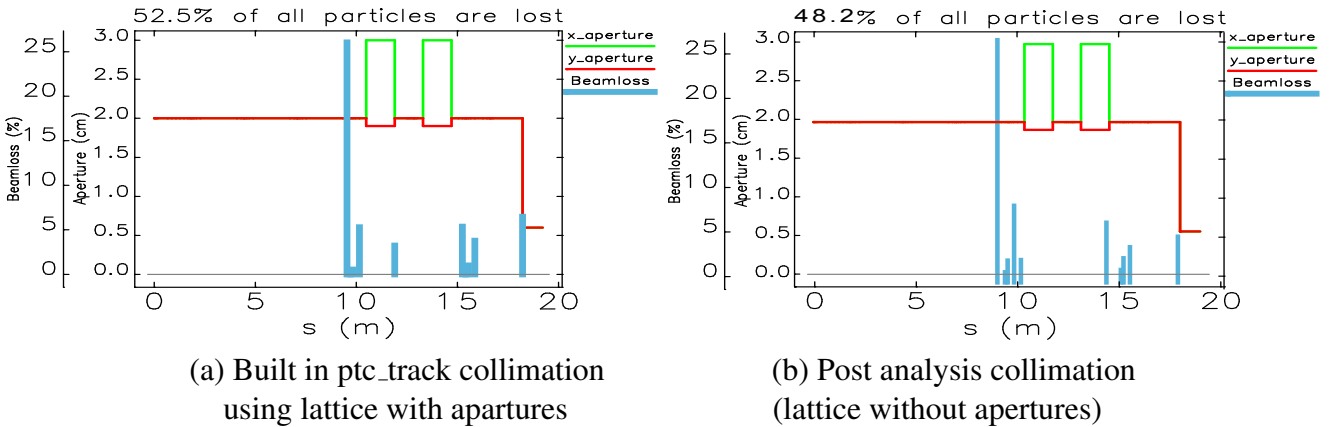 52.5% of all particles are lost
x_aperture
y_aperture
Beamloss
25
20
15
10
5
0
Beamloss (%)
3.0
2.5
2.0
1.5
1.0
0.5
0.0
Aperture (cm)
0 5 10 15 20
s (m)
(a) Built in ptc_track collimation
using lattice with apartures
48.2% of all particles are lost
x_aperture
y_aperture
Beamloss
25
20
15
10
5
0
Beamloss (%)
3.0
2.5
2.0
1.5
1.0
0.5
0.0
Aperture (cm)
0 5 10 15 20
s (m)
(b) Post analysis collimation
(lattice without apertures)